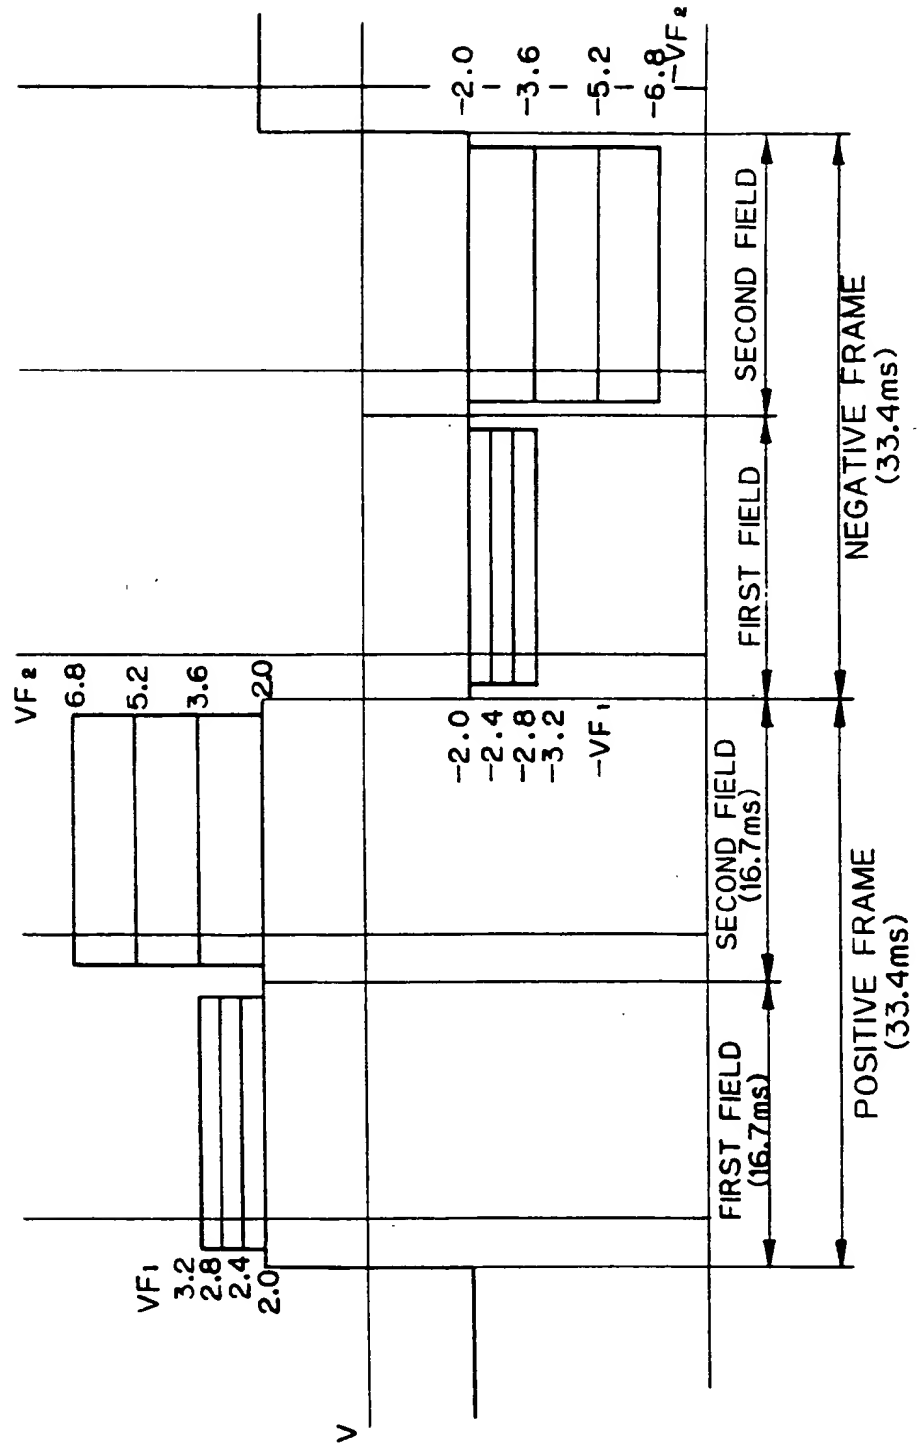 VF2
6.8
5.2
3.6
2.0
VF1
3.2
2.8
2.4
2.0
V
-2.0
-2.4
-2.8
-3.2
-VF1
-2.0
-3.6
-5.2
-6.8
-VF2
FIRST FIELD
(16.7ms)
SECOND FIELD
(16.7ms)
FIRST FIELD
SECOND FIELD
POSITIVE FRAME
(33.4ms)
NEGATIVE FRAME
(33.4ms)